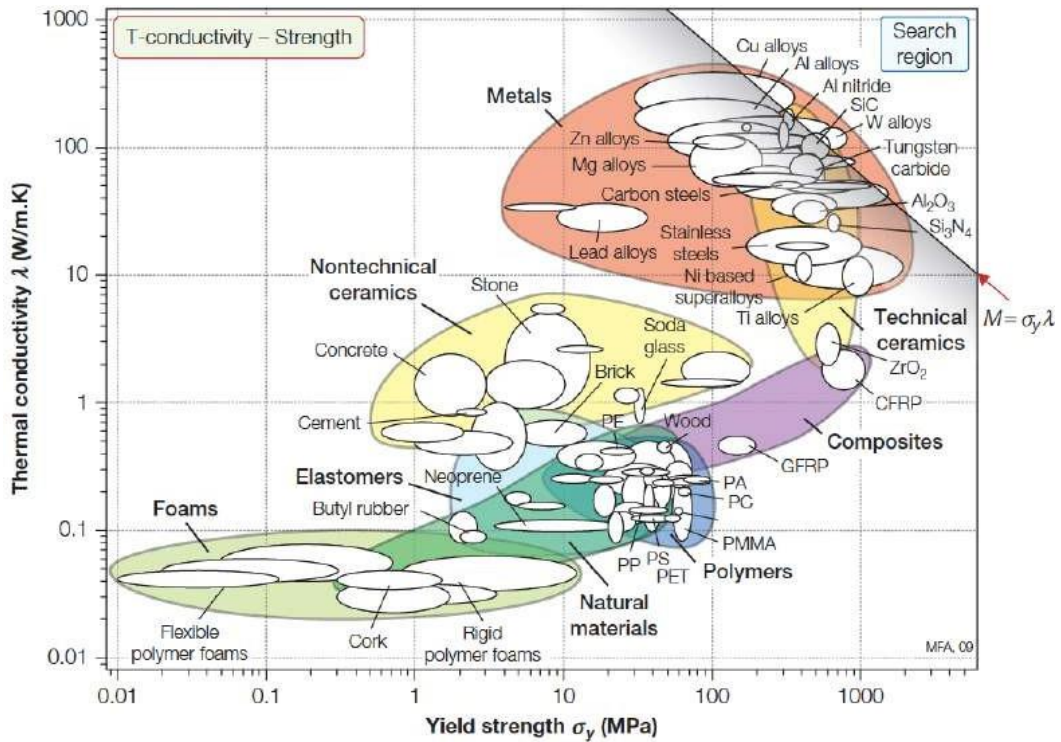 T-conductivity – Strength
Search
region
Cu alloys
Al alloys
Al nitride
SiC
W alloys
Tungsten
carbide
Metals
Zn alloys
Mg alloys
Carbon steels
Al2O3
Si3N4
Lead alloys
Stainless
steels
Ni based
superalloys
Ti alloys
M = σyλ
Nontechnical
ceramics
Stone
Soda
glass
Technical
ceramics
Concrete
Brick
ZrO2
CFRP
Cement
PE
Wood
Composites
GFRP
Elastomers
Neoprene
PA
PC
Butyl rubber
Foams
PMMA
PP
PS
PET
Polymers
Natural
materials
Flexible
polymer foams
Cork
Rigid
polymer foams
MFA, 09
Thermal conductivity λ (W/m.K)
1000
100
10
1
0.1
0.01
0.01
0.1
1
10
100
1000
Yield strength σy (MPa)